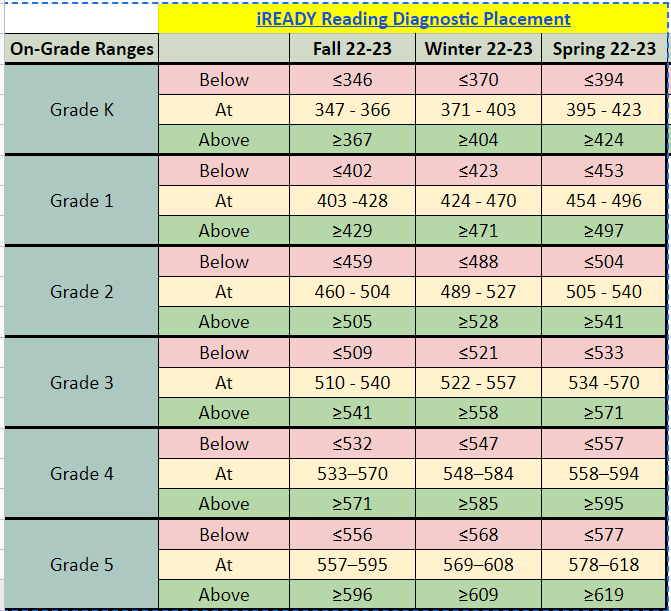 iREADY Reading Diagnostic Placement
On-Grade Ranges Fall 22-23 Winter 22-23 Spring 22-23
Below ≤346 ≤370 ≤394
Grade K At 347 - 366 371 - 403 395 - 423
Above ≥367 ≥404 ≥424
Below ≤402 ≤423 ≤453
Grade 1 At 403 -428 424 - 470 454 - 496
Above ≥429 ≥471 ≥497
Below ≤459 ≤488 ≤504
Grade 2 At 460 - 504 489 - 527 505 - 540
Above ≥505 ≥528 ≥541
Below ≤509 ≤521 ≤533
Grade 3 At 510 - 540 522 - 557 534 -570
Above ≥541 ≥558 ≥571
Below ≤532 ≤547 ≤557
Grade 4 At 533–570 548–584 558–594
Above ≥571 ≥585 ≥595
Below ≤556 ≤568 ≤577
Grade 5 At 557–595 569–608 578–618
Above ≥596 ≥609 ≥619